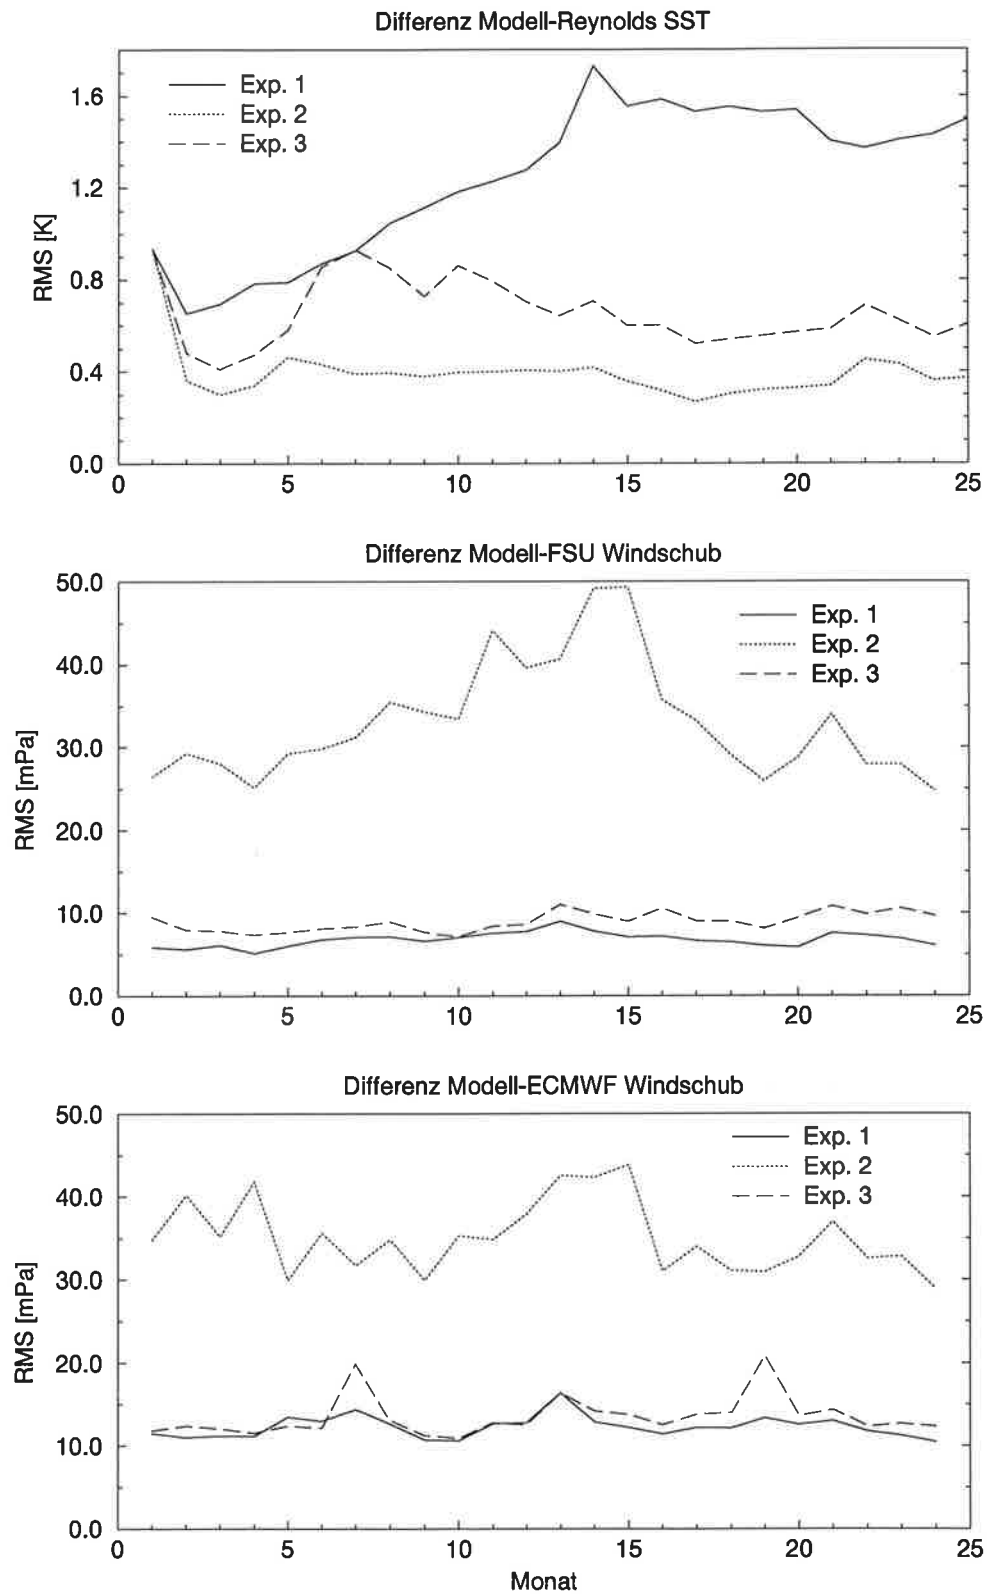 Differenz Modell-Reynolds SST
Exp. 1
Exp. 2
Exp. 3
RMS [K]
1.6
1.2
0.8
0.4
0.0
0 5 10 15 20 25
Differenz Modell-FSU Windschub
Exp. 1
Exp. 2
Exp. 3
RMS [mPa]
50.0
40.0
30.0
20.0
10.0
0.0
0 5 10 15 20 25
Differenz Modell-ECMWF Windschub
Exp. 1
Exp. 2
Exp. 3
RMS [mPa]
50.0
40.0
30.0
20.0
10.0
0.0
0 5 10 15 20 25
Monat